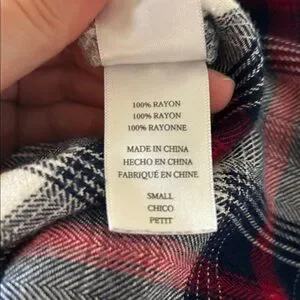 100% RAYON
100% RAYON
100% RAYONNE
MADE IN CHINA
HECHO EN CHINA
FABRIQUÉ EN CHINE
SMALL
CHICO
PETIT